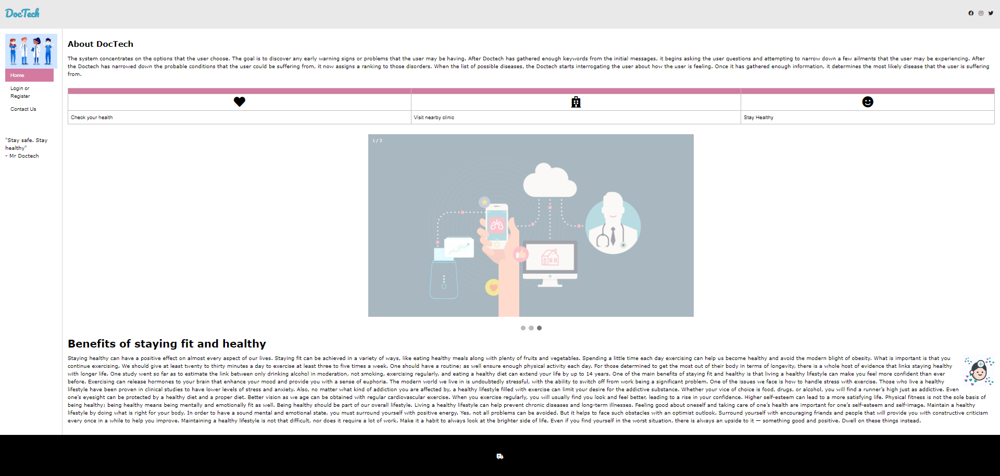 DocTech
Home
Login or
Register
Contact Us
"Stay safe. Stay
healthy"
- Mr Doctech
About DocTech
The system concentrates on the options that the user choose. The goal is to discover any early warning signs or problems that the user may be having. After Doctech has gathered enough keywords from the initial messages, it begins asking the user questions and attempting to narrow down a few ailments that the user may be experiencing. After
the Doctech has narrowed down the probable conditions that the user could be suffering from, it now assigns a ranking to those disorders. When the list of possible diseases, the Doctech starts interrogating the user about how the user is feeling. Once it has gathered enough information, it determines the most likely disease that the user is suffering
from.
Check your health
Visit nearby clinic
Stay Healthy
1 / 3
Benefits of staying fit and healthy
Staying healthy can have a positive effect on almost every aspect of our lives. Staying fit can be achieved in a variety of ways, like eating healthy meals along with plenty of fruits and vegetables. Spending a little time each day exercising can help us become healthy and avoid the modern blight of obesity. What is important is that you
continue exercising. We should give at least twenty to thirty minutes a day to exercise at least three to five times a week. One should have a routine; as well ensure enough physical activity each day. For those determined to get the most out of their body in terms of longevity, there is a whole host of evidence that links staying healthy
with longer life. One study went so far as to estimate the link between only drinking alcohol in moderation, not smoking, exercising regularly, and eating a healthy diet can extend your life by up to 14 years. One of the main benefits of staying fit and healthy is that living a healthy lifestyle can make you feel more confident than ever
before. Exercising can release hormones to your brain that enhance your mood and provide you with a sense of euphoria. The modern world we live in is undoubtedly stressful, with the ability to switch off from work being a significant problem. One of the issues we face is how to handle stress with exercise. Those who live a healthy
lifestyle have been proven in clinical studies to have lower levels of stress and anxiety. Also, no matter what kind of addiction you are affected by, a healthy lifestyle filled with exercise can limit your desire for the addictive substance. Whether your vice of choice is food, drugs, or alcohol, you will find a runner’s high just as addictive. Even
one’s eyesight can be protected by a healthy diet and a proper diet. Better vision as we age can be obtained with regular cardiovascular exercise. When you exercise regularly, you will usually find you look and feel better, leading to a rise in your confidence. Higher self-esteem can lead to a more satisfying life. Physical fitness is not the sole basis of
being healthy; being healthy means being mentally and emotionally fit as well. Being healthy should be part of our overall lifestyle. Living a healthy lifestyle can help prevent chronic diseases and long-term illnesses. Feeling good about oneself and taking care of one’s health are important for one’s self-esteem and self-image. Maintain a healthy
lifestyle by doing what is right for your body. In order to have a sound mental and emotional state, you must surround yourself with positive energy. Yes, not all problems can be avoided. But it helps to face such obstacles with an optimist outlook. Surround yourself with encouraging friends and people that will provide you with constructive criticism
every once in a while to help you improve. Maintaining a healthy lifestyle is not that difficult, nor does it require a lot of work. Make it a habit to always look at the brighter side of life. Even if you find yourself in the worst situation, there is always an upside to it — something good and positive. Dwell on these things instead.